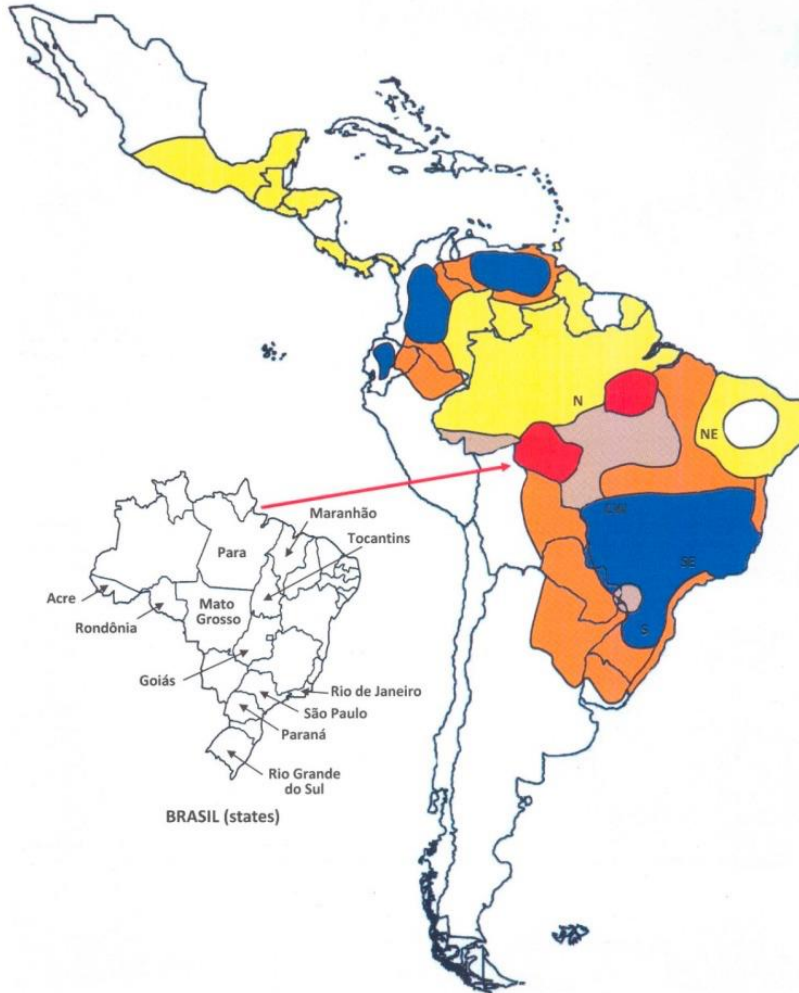 N
NE
CW
SE
S
Maranhão
Tocantins
Para
Acre
Mato
Grosso
Rondônia
Goiás
Rio de Janeiro
São Paulo
Paraná
Rio Grande
do Sul
BRASIL (states)